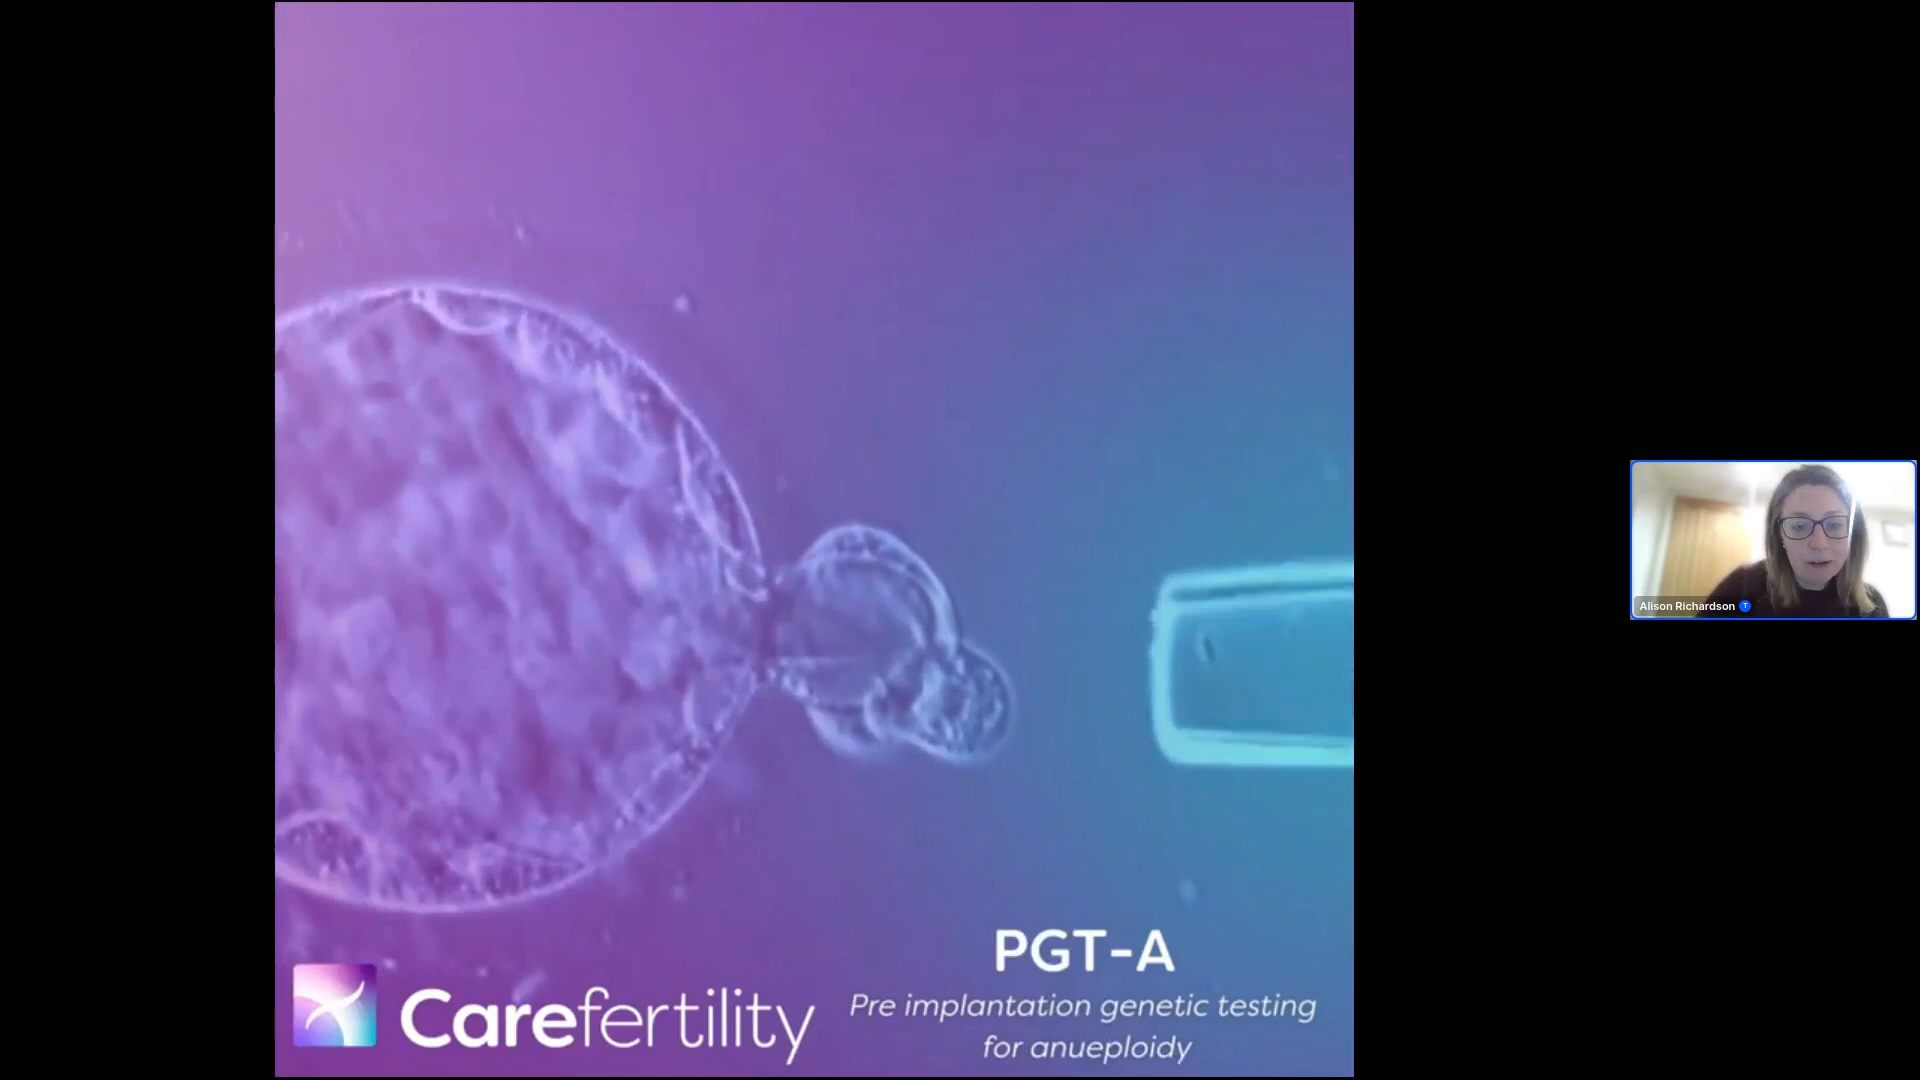 PGT-A
Carefertility
Pre implantation genetic testing
for anueploidy
Alison Richardson
T